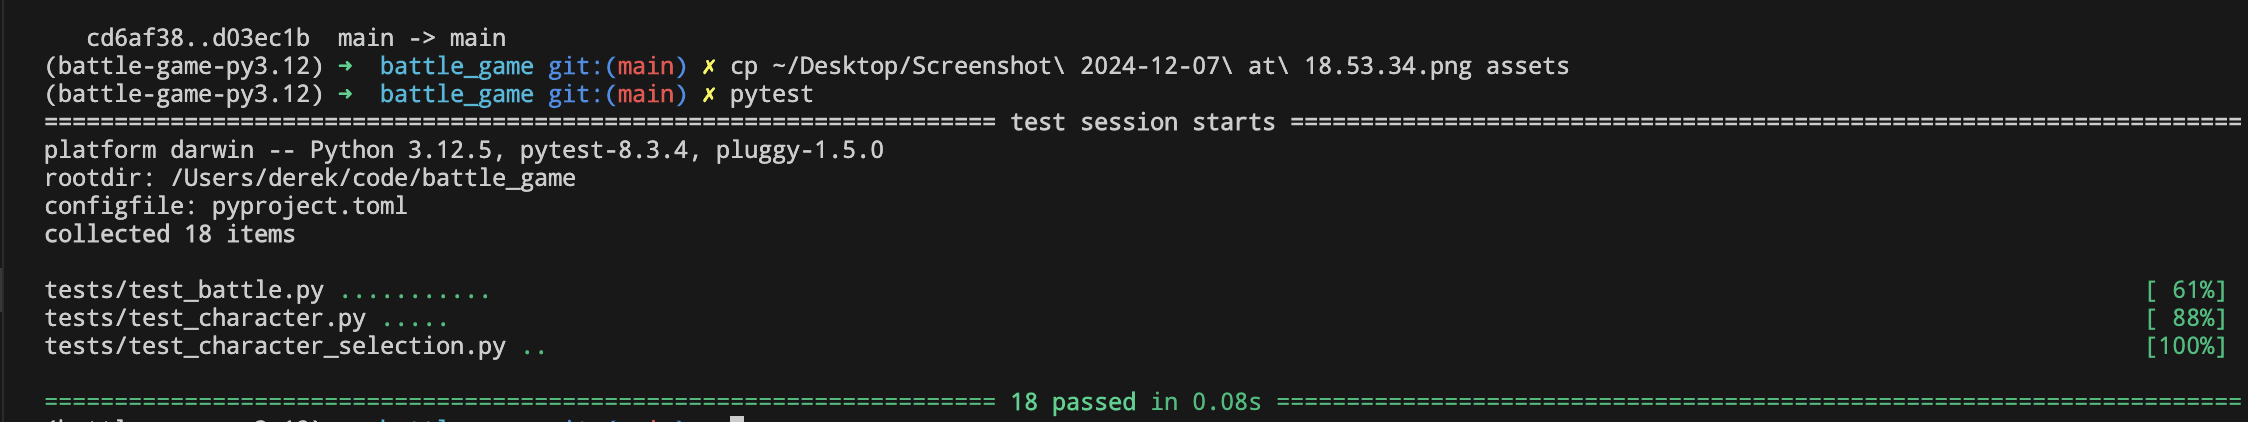 cd6af38..d03ec1b  main -> main
(battle-game-py3.12) ➜  battle_game git:(main) ✗ cp ~/Desktop/Screenshot\ 2024-12-07\ at\ 18.53.34.png assets
(battle-game-py3.12) ➜  battle_game git:(main) ✗ pytest
==================================================================== test session starts ====================================================================
platform darwin -- Python 3.12.5, pytest-8.3.4, pluggy-1.5.0
rootdir: /Users/derek/code/battle_game
configfile: pyproject.toml
collected 18 items

tests/test_battle.py ........... [ 61%]
tests/test_character.py ..... [ 88%]
tests/test_character_selection.py .. [100%]

==================================================================== 18 passed in 0.08s =====================================================================